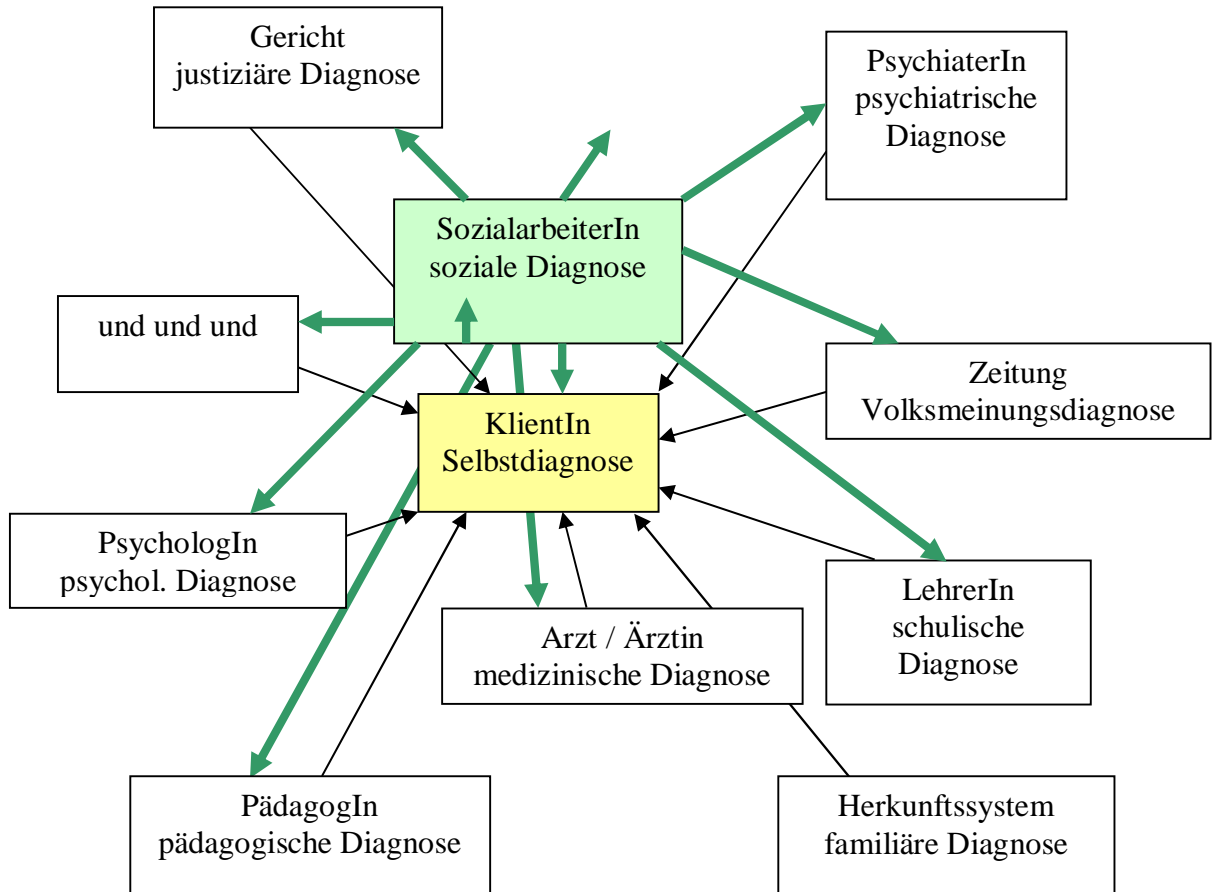 Gericht
justiziäre Diagnose
PsychiaterIn
psychiatrische
Diagnose
SozialarbeiterIn
soziale Diagnose
und und und
Zeitung
Volksmeinungsdiagnose
KlientIn
Selbstdiagnose
PsychologIn
psychol. Diagnose
LehrerIn
schulische
Diagnose
Arzt / Ärztin
medizinische Diagnose
PädagogIn
pädagogische Diagnose
Herkunftssystem
familiäre Diagnose